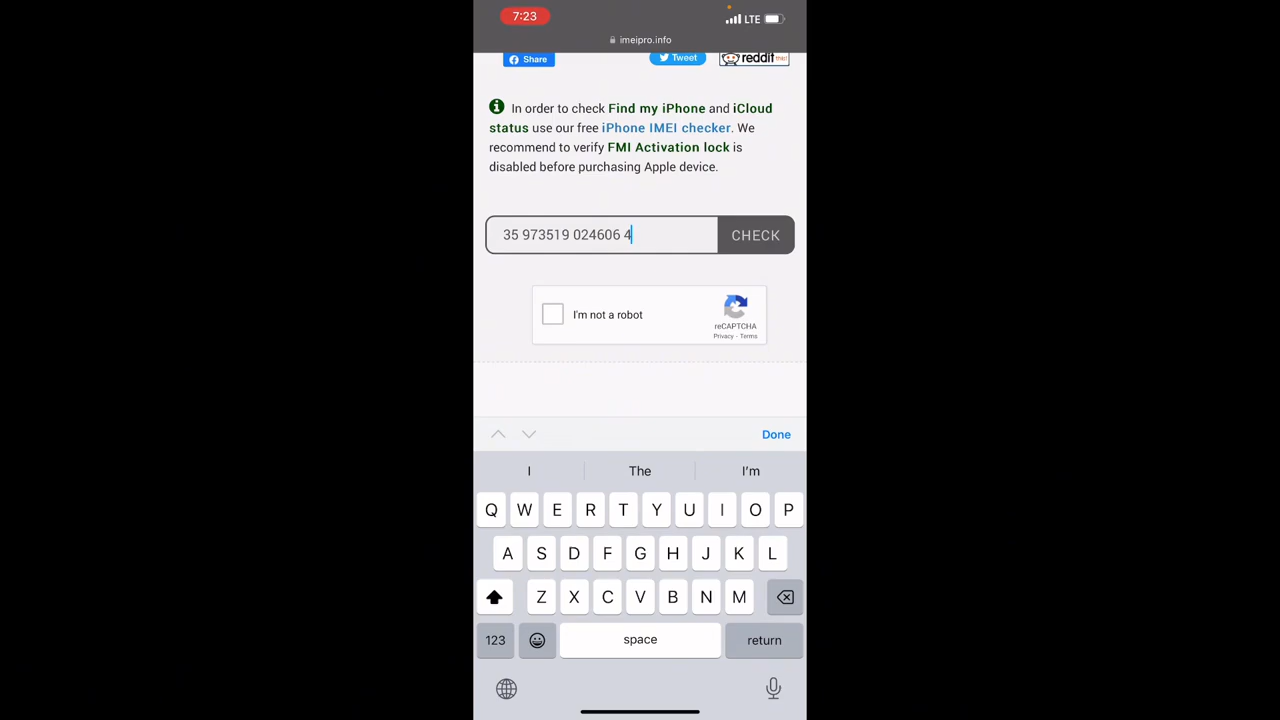 7:23
LTE
imeipro.info
Share
Tweet
reddit this!
In order to check Find my iPhone and iCloud
status use our free iPhone IMEI checker. We
recommend to verify FMI Activation lock is
disabled before purchasing Apple device.
35 973519 024606 4
CHECK
I'm not a robot
reCAPTCHA
Privacy - Terms
Done
I
The
I'm
Q W E R T Y U I O P
A S D F G H J K L
Z X C V B N M
123
space
return